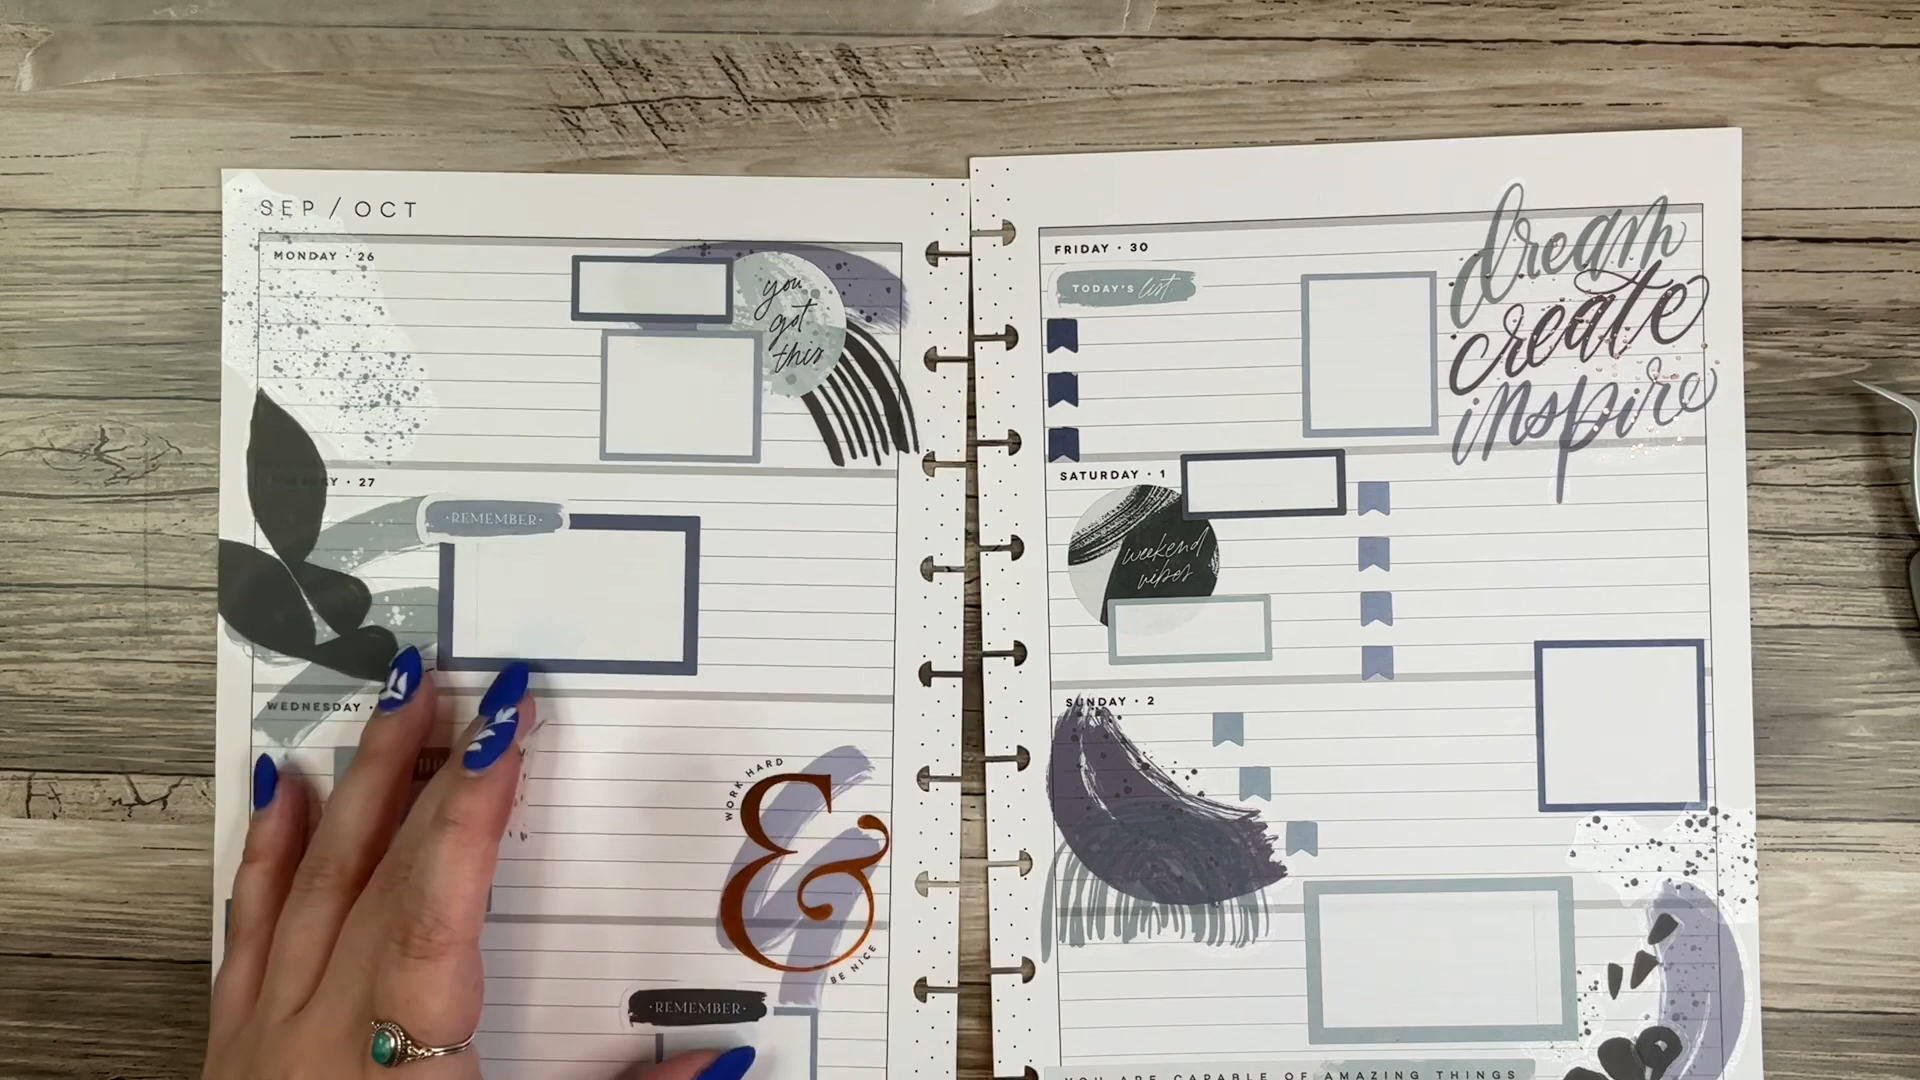 SEP / OCT
MONDAY · 26
you
got
this
· 27
·REMEMBER·
WEDNESDAY ·
WORK HARD
&
BE NICE
·REMEMBER·
FRIDAY · 30
TODAY'S list
dream
create
inspire
SATURDAY · 1
weekend
vibes
SUNDAY · 2
YOU ARE CAPABLE OF AMAZING THINGS